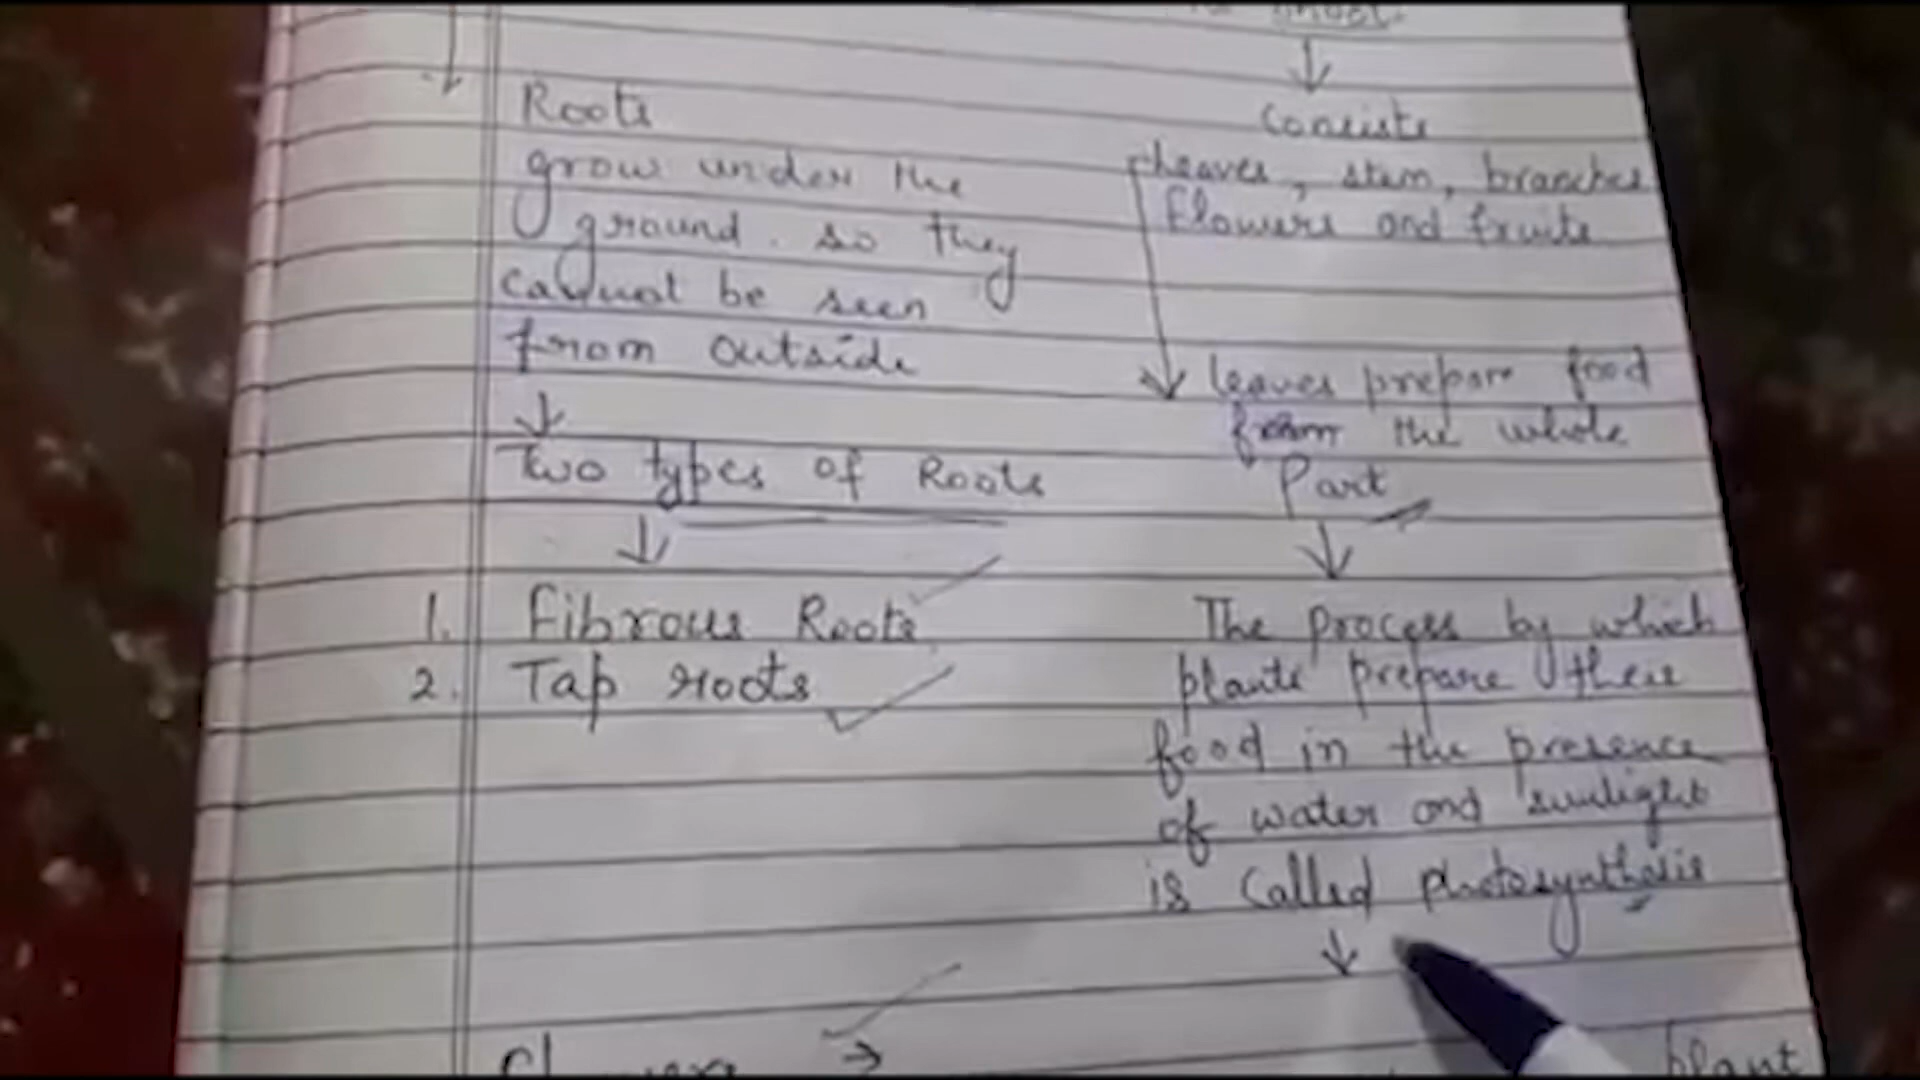 Shoot.
Roots
grow under the
ground. so they
cannot be seen
from outside
Two types of Roots
1. Fibrous Roots
2. Tap roots
Consists
Leaves, stem, branches
Flowers and fruits
leaves prepare food
from the whole
Part
The process by which
plants prepare their
food in the presence
of water and sunlight
is Called photosynthesis
plant